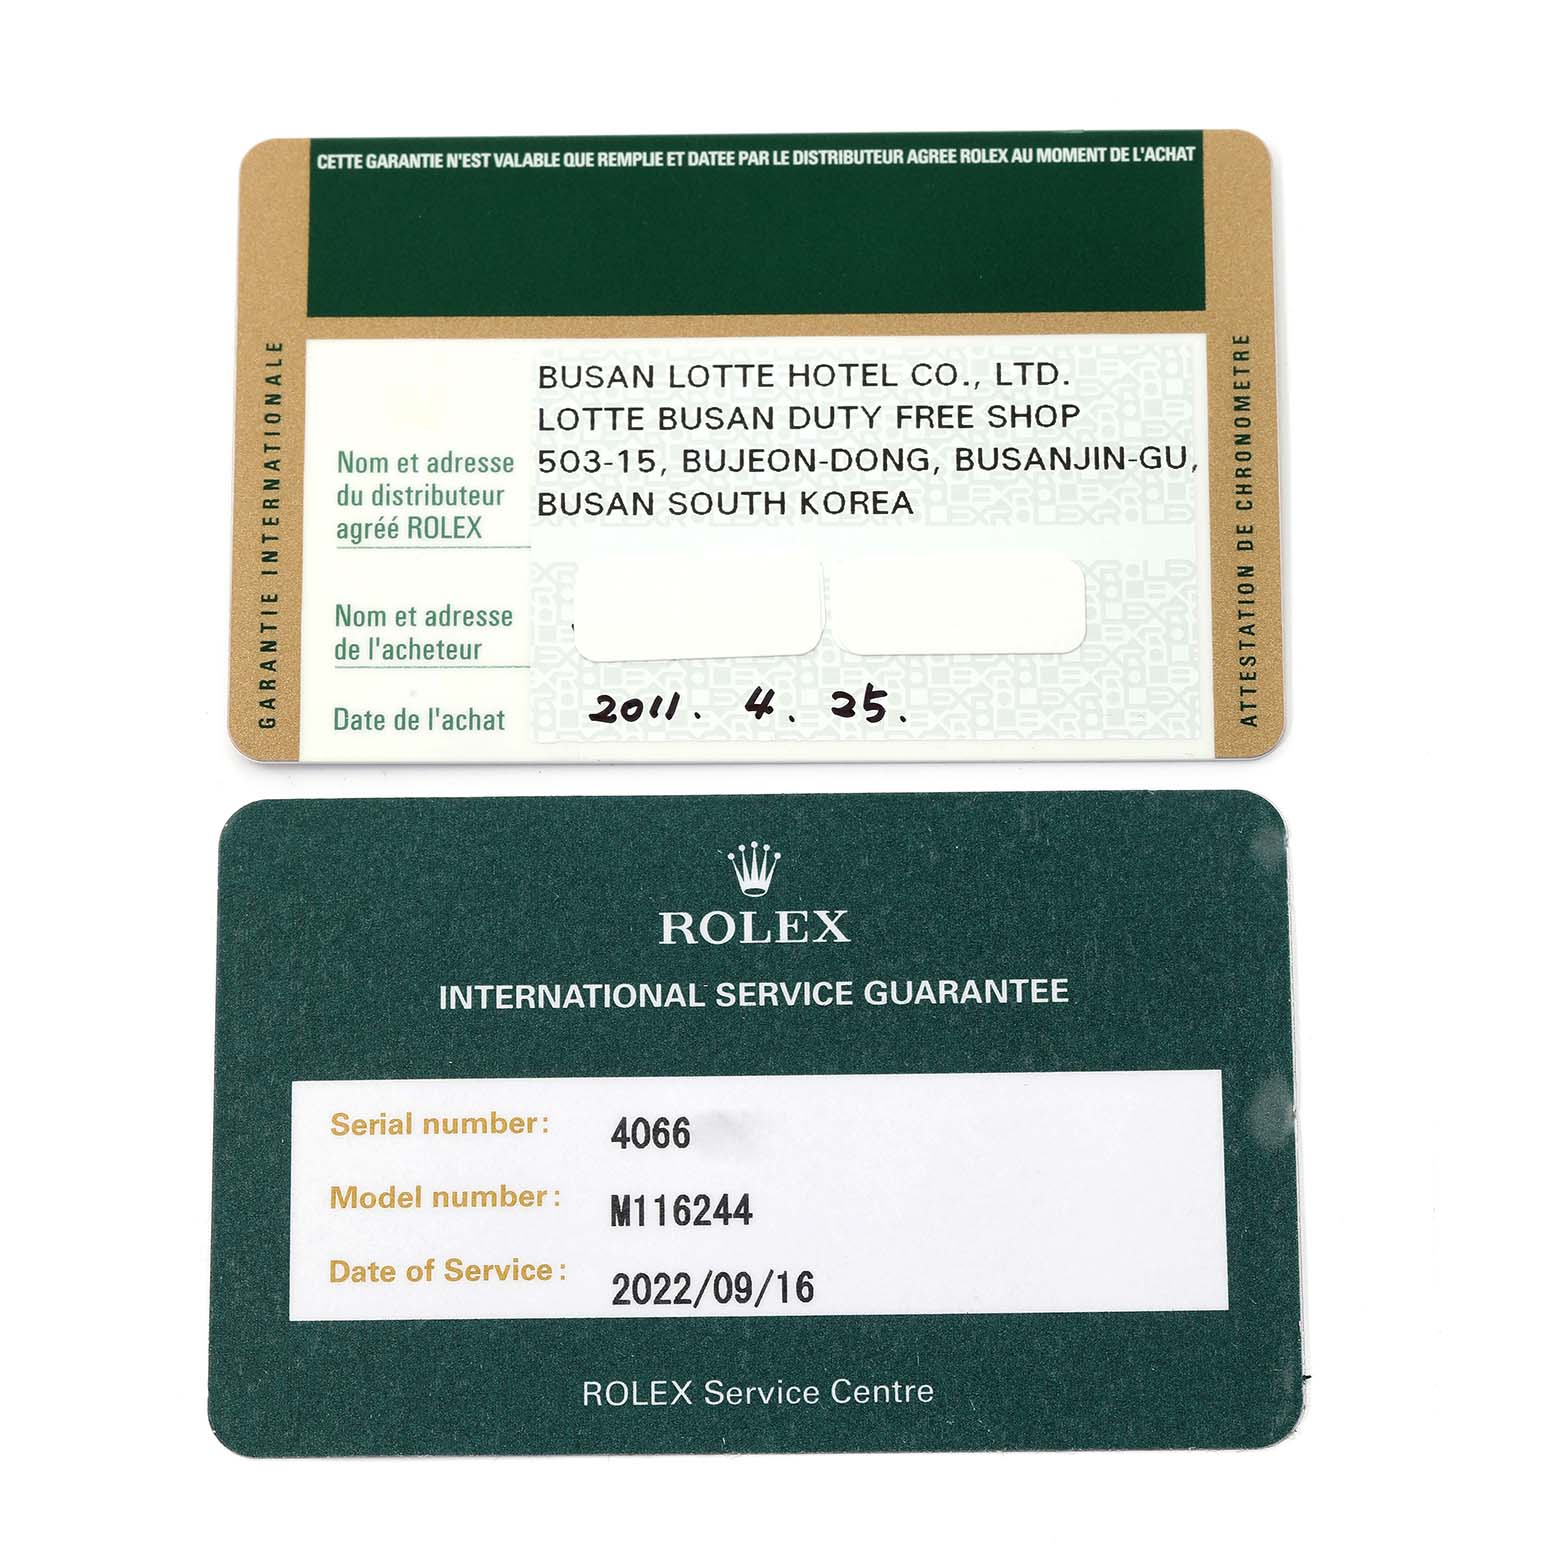 CETTE GARANTIE N'EST VALABLE QUE REMPLIE ET DATEE PAR LE DISTRIBUTEUR AGREE ROLEX AU MOMENT DE L'ACHAT
GARANTIE INTERNATIONALE
Nom et adresse
du distributeur
agréé ROLEX
BUSAN LOTTE HOTEL CO., LTD.
LOTTE BUSAN DUTY FREE SHOP
503-15, BUJEON-DONG, BUSANJIN-GU,
BUSAN SOUTH KOREA
Nom et adresse
de l'acheteur
Date de l'achat 2011. 4. 25.
ATTESTATION DE CHRONOMETRE
ROLEX
INTERNATIONAL SERVICE GUARANTEE
Serial number: 4066
Model number: M116244
Date of Service: 2022/09/16
ROLEX Service Centre